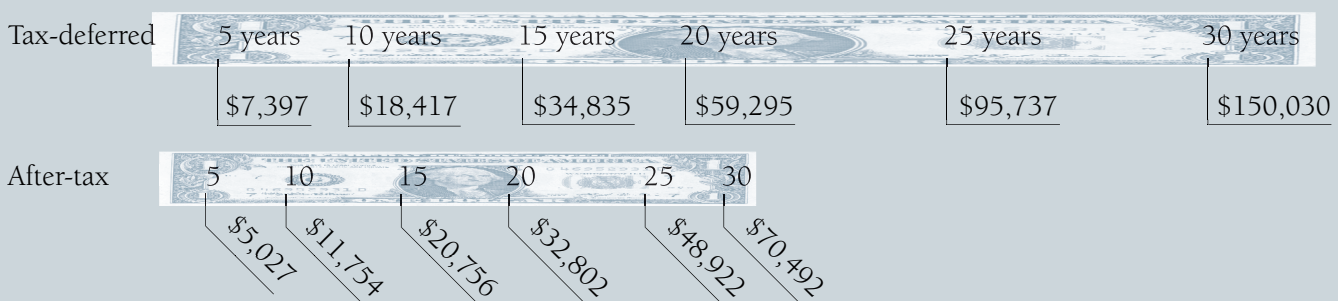 Tax-deferred 5 years 10 years 15 years 20 years 25 years 30 years
$7,397 $18,417 $34,835 $59,295 $95,737 $150,030
After-tax 5 10 15 20 25 30
$5,027 $11,754 $20,756 $32,802 $48,922 $70,492